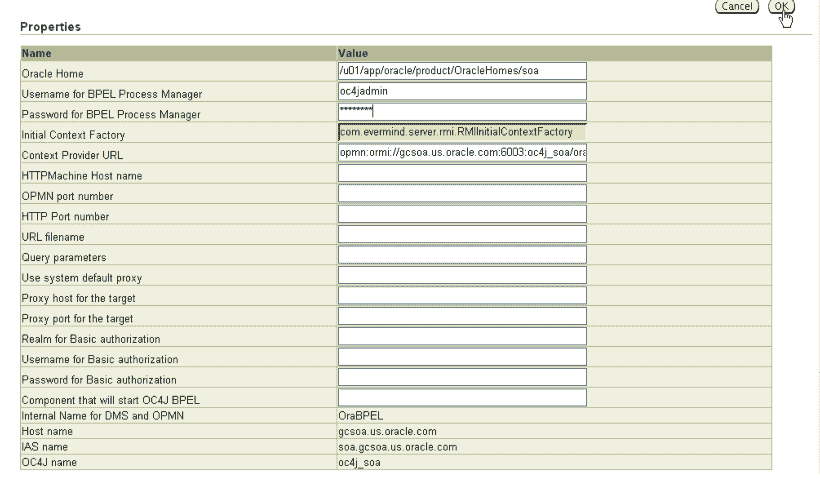 Cancel OK
Properties
Name Value
Oracle Home /u01/app/oracle/product/OracleHomes/soa
Username for BPEL Process Manager oc4jadmin
Password for BPEL Process Manager ********
Initial Context Factory com.evermind.server.rmi.RMIInitialContextFactory
Context Provider URL opmn:ormi://gcsoa.us.oracle.com:6003:oc4j_soa/ora
HTTPMachine Host name
OPMN port number
HTTP Port number
URL filename
Query parameters
Use system default proxy
Proxy host for the target
Proxy port for the target
Realm for Basic authorization
Username for Basic authorization
Password for Basic authorization
Component that will start OC4J BPEL
Internal Name for DMS and OPMN OraBPEL
Host name gcsoa.us.oracle.com
IAS name soa.gcsoa.us.oracle.com
OC4J name oc4j_soa